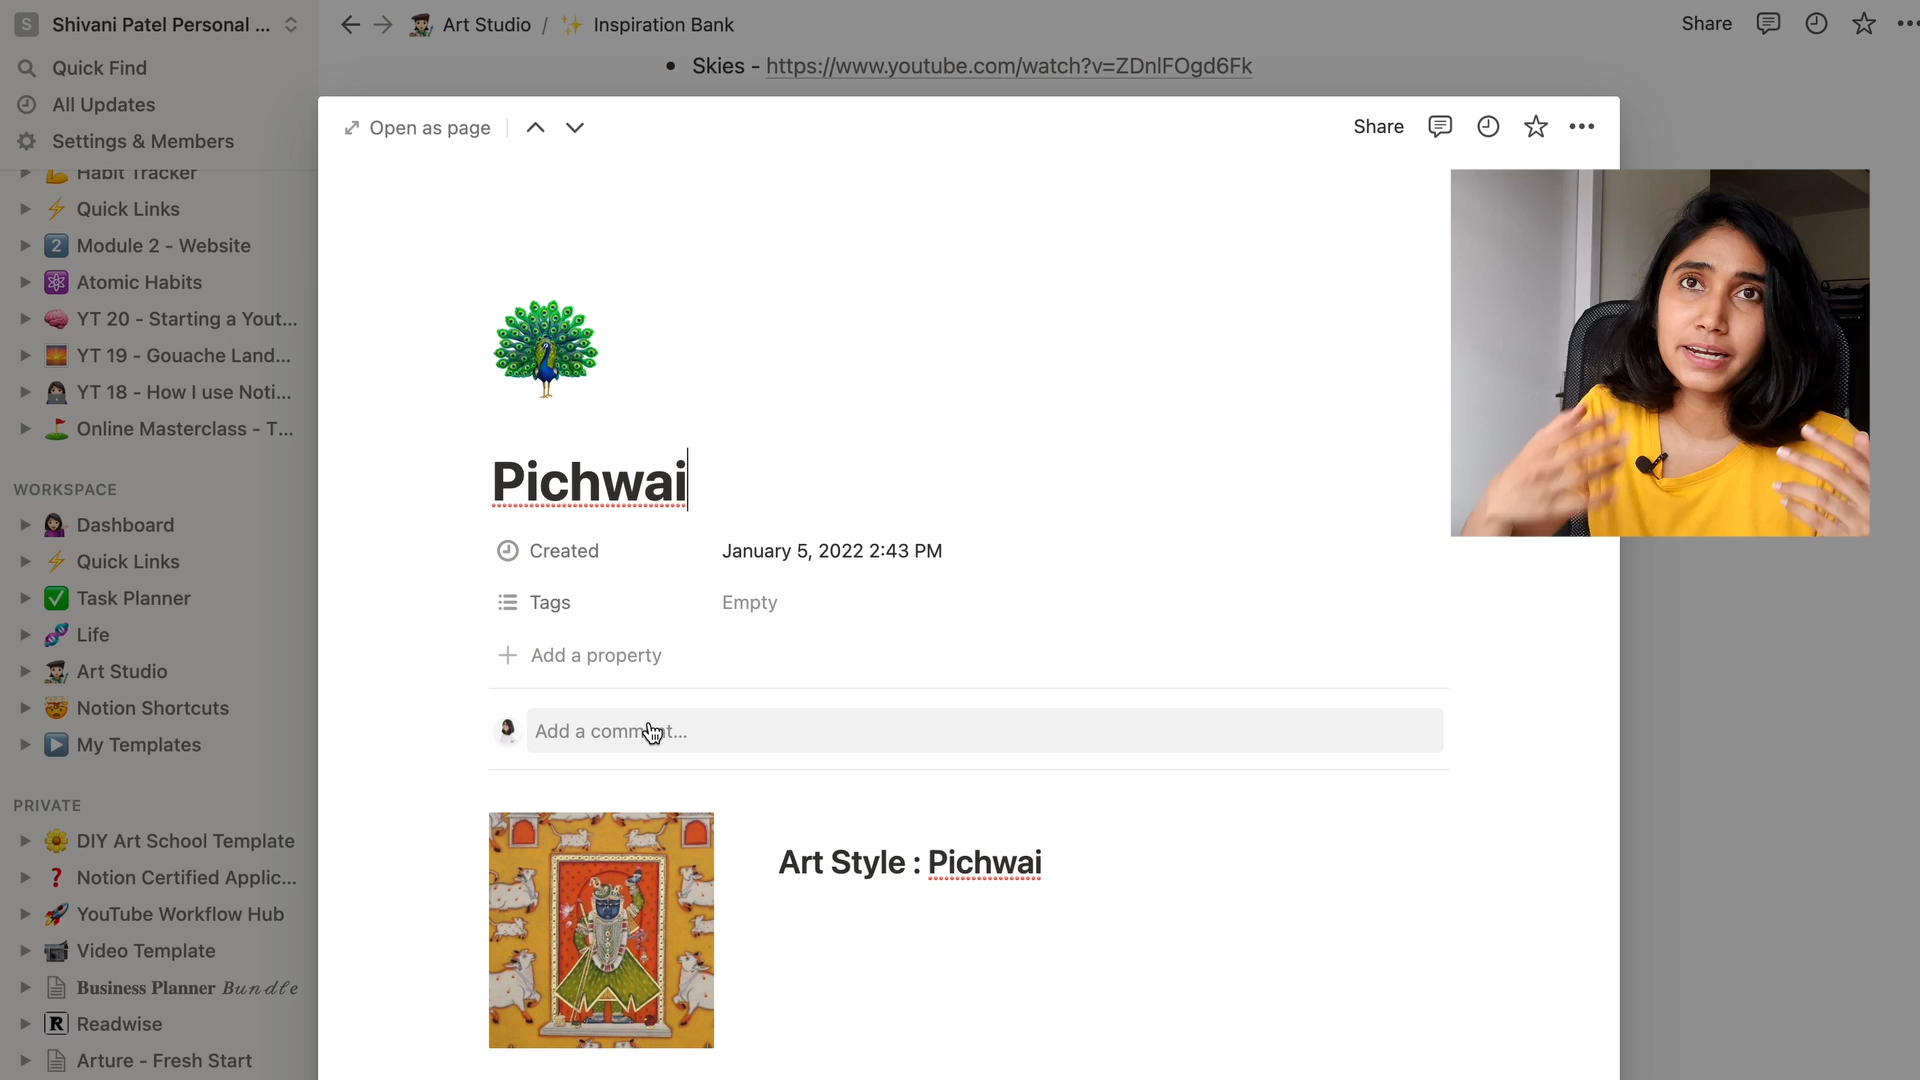 S Shivani Patel Personal ...
Quick Find
All Updates
Settings & Members
Habit Tracker
Quick Links
2 Module 2 - Website
Atomic Habits
YT 20 - Starting a Yout...
YT 19 - Gouache Land...
YT 18 - How I use Noti...
Online Masterclass - T...
WORKSPACE
Dashboard
Quick Links
Task Planner
Life
Art Studio
Notion Shortcuts
My Templates
PRIVATE
DIY Art School Template
Notion Certified Applic...
YouTube Workflow Hub
Video Template
Business Planner Bundle
R Readwise
Arture - Fresh Start
Art Studio / Inspiration Bank
Share
Skies - https://www.youtube.com/watch?v=ZDnlFOgd6Fk
Open as page
Share
Pichwai
Created January 5, 2022 2:43 PM
Tags Empty
Add a property
Add a comment...
Art Style : Pichwai